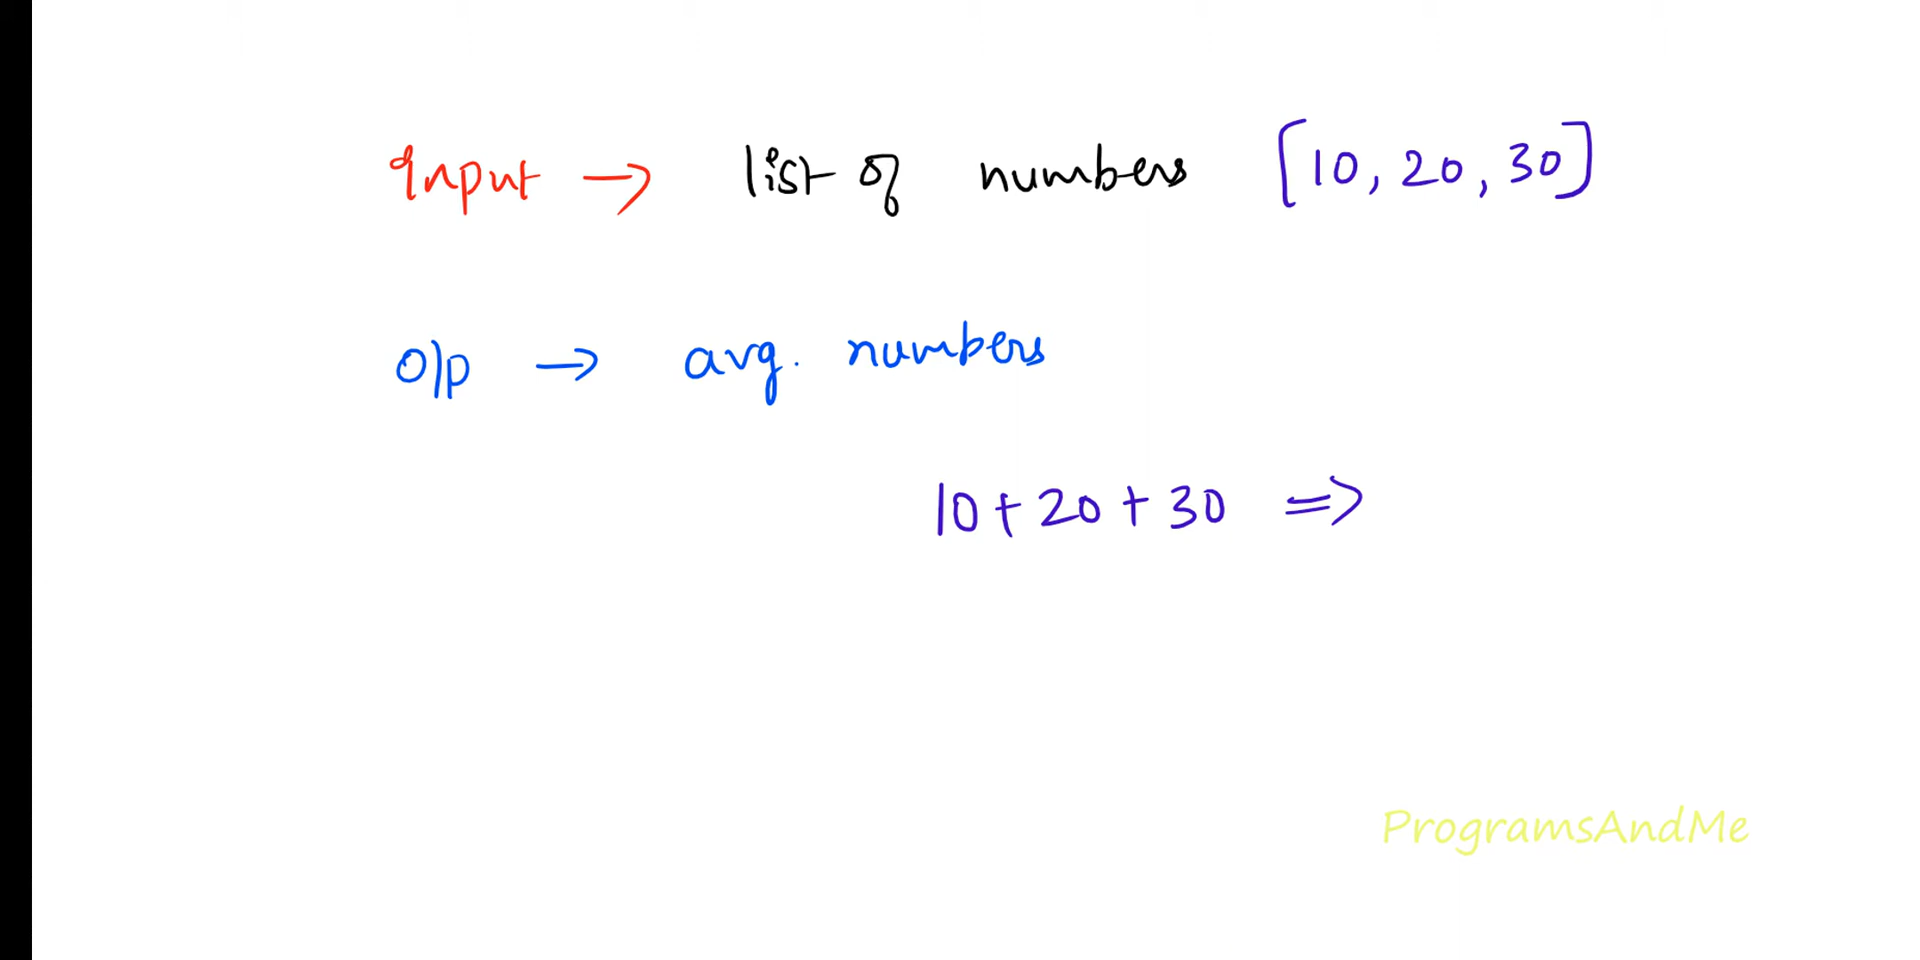 Input → list of numbers [10, 20, 30]
o/p → avg. numbers
10 + 20 + 30 ⇒
ProgramsAndMe